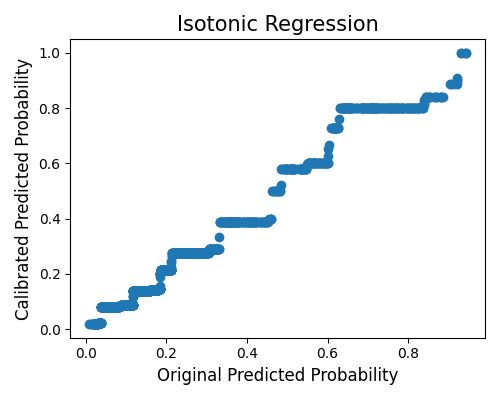 Isotonic Regression
Calibrated Predicted Probability
1.0
0.8
0.6
0.4
0.2
0.0
0.0 0.2 0.4 0.6 0.8
Original Predicted Probability